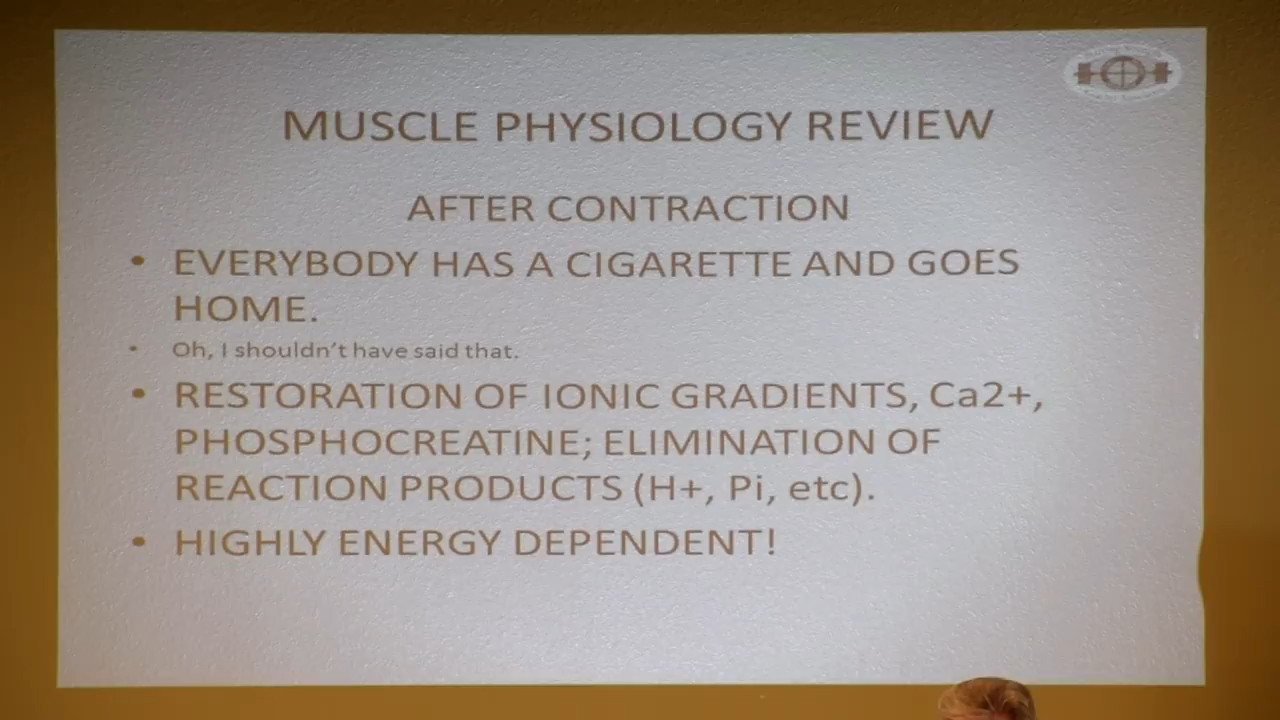 MUSCLE PHYSIOLOGY REVIEW
AFTER CONTRACTION
• EVERYBODY HAS A CIGARETTE AND GOES
HOME.
• Oh, I shouldn't have said that.
• RESTORATION OF IONIC GRADIENTS, Ca2+,
PHOSPHOCREATINE; ELIMINATION OF
REACTION PRODUCTS (H+, Pi, etc).
• HIGHLY ENERGY DEPENDENT!